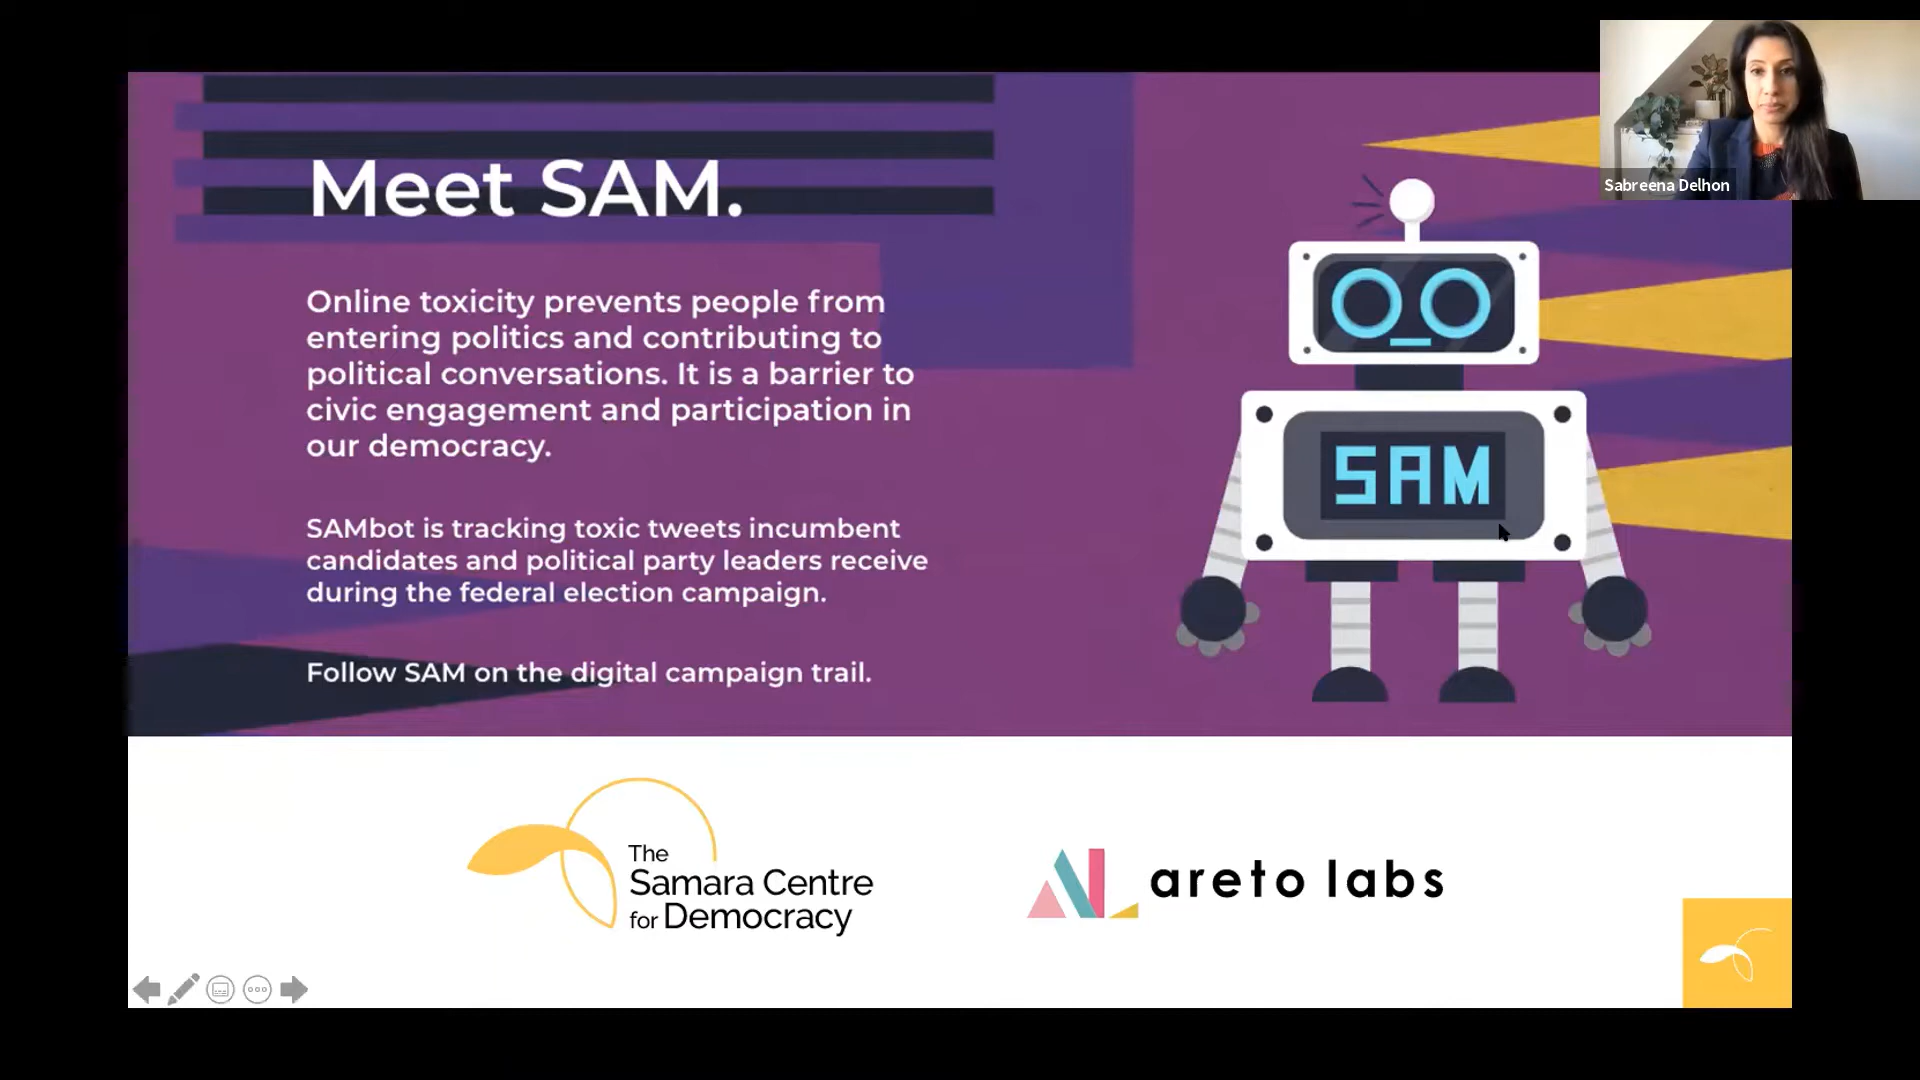 Sabreena Delhon
Meet SAM.
Online toxicity prevents people from
entering politics and contributing to
political conversations. It is a barrier to
civic engagement and participation in
our democracy.
SAMbot is tracking toxic tweets incumbent
candidates and political party leaders receive
during the federal election campaign.
Follow SAM on the digital campaign trail.
SAM
The
Samara Centre
for Democracy
areto labs